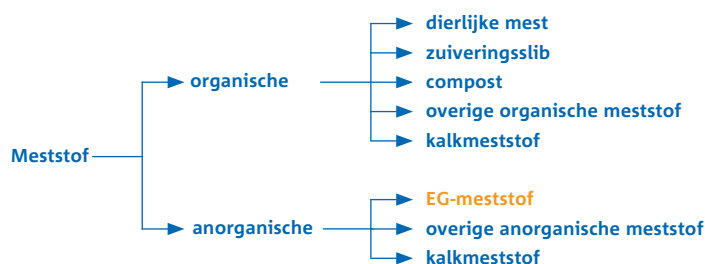 Meststof
organische
dierlijke mest
zuiveringsslib
compost
overige organische meststof
kalkmeststof
anorganische
EG-meststof
overige anorganische meststof
kalkmeststof